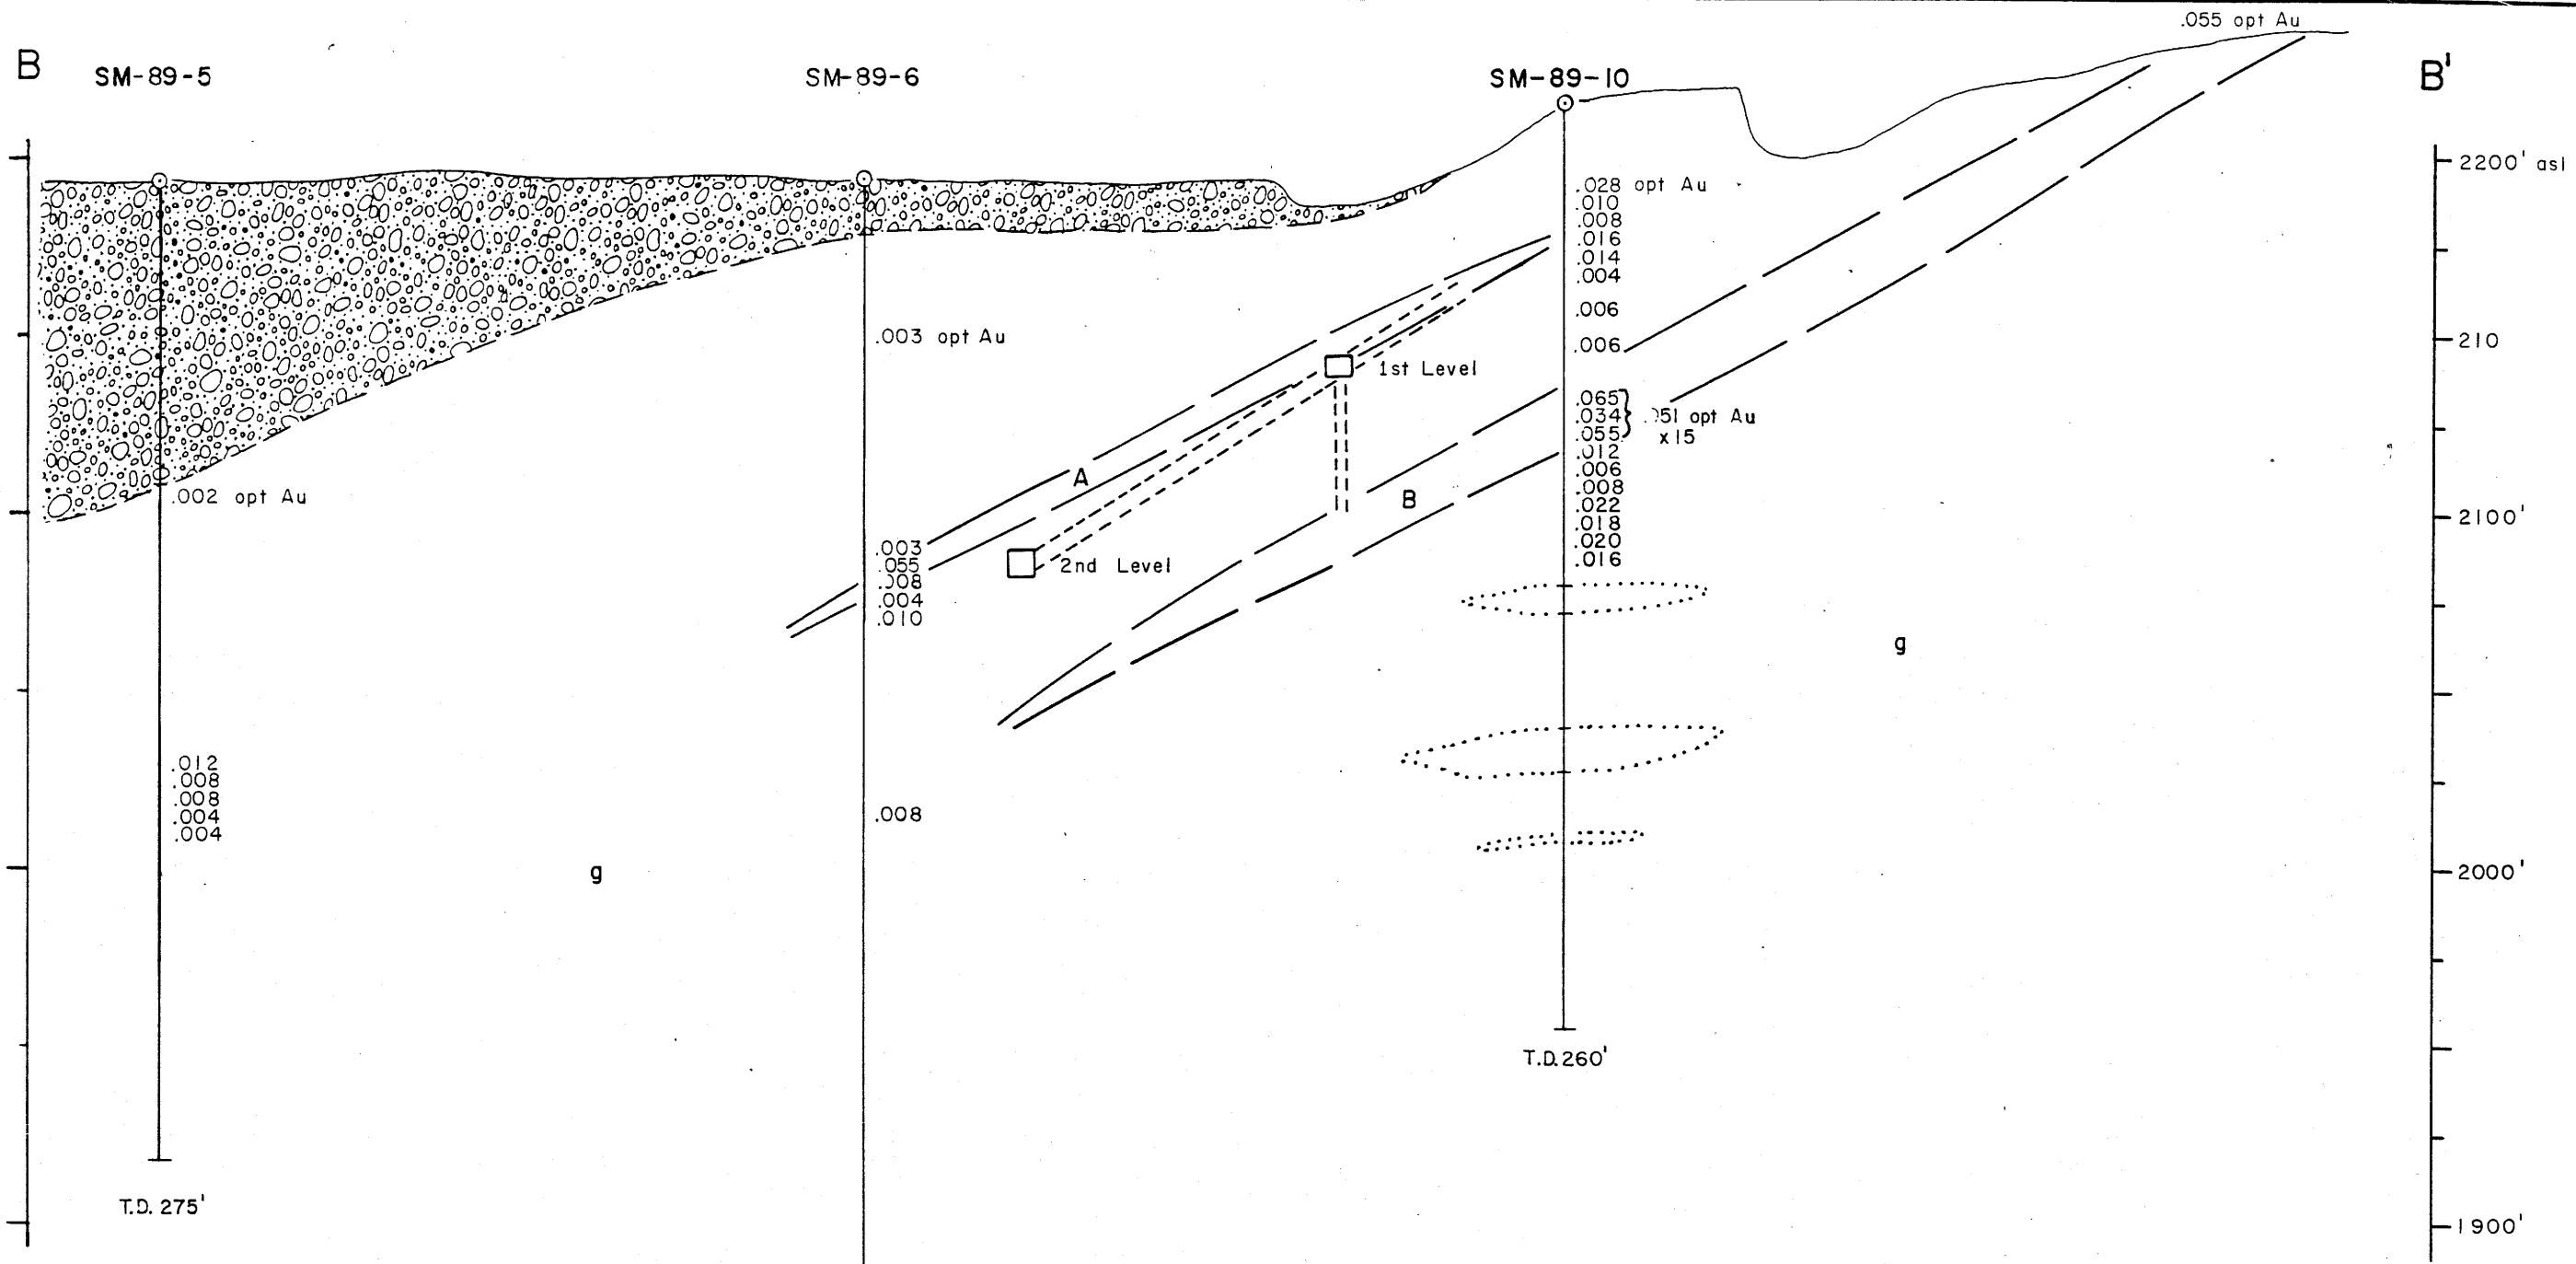 .055 opt Au
B
SM-89-5
SM-89-6
SM-89-10
B'
2200' asl
.028 opt Au
.010
.008
.016
.014
.004
.006
.006
.003 opt Au
210
1st Level
.065
.034
.055
.051 opt Au
x15
.012
.006
.008
.022
.018
.020
.016
A
B
.002 opt Au
2100'
.003
.055
.008
.004
.010
2nd Level
g
.012
.008
.008
.004
.004
.008
g
2000'
T.D. 260'
T.D. 275'
1900'